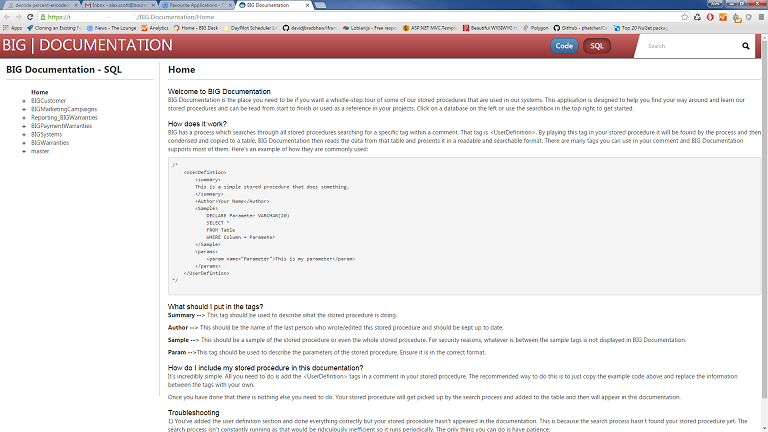 decode percent-encoded
Inbox - alex.scott@bourn
Favourite Applications - T
BIG Documentation
https://
/BIG.Documentation/Home
Apps
Cloning an Existing Fi
News - The Lounge
Analytics
Home - BIG Desk
DayPilot Scheduler
davidjbradshaw/ifra
Lobianijs - Free respo
ASP.NET MVC.Templ
Beautiful WYSIWYG H
Polygon
GitHub - phatcher/C
Top 20 NuGet packag
BIG | DOCUMENTATION
Code
SQL
Search
BIG Documentation - SQL
Home
BIGCustomer
BIGMarketingCampaigns
Reporting_BIGWarranties
BIGPaymentWarranties
BIGSystems
BIGWarranties
master
Home
Welcome to BIG Documentation
BIG Documentation is the place you need to be if you want a whistle-stop tour of some of our stored procedures that are used in our systems. This application is designed to help you find your way around and learn our
stored procedures and can be read from start to finish or used as a reference in your projects. Click on a database on the left or use the searchbox in the top right to get started.
How does it work?
BIG has a process which searches through all stored procedures searching for a specific tag within a comment. That tag is <UserDefinition>. By playing this tag in your stored procedure it will be found by the process and then
condensed and copied to a table. BIG Documentation then reads the data from that table and presents it in a readable and searchable format. There are many tags you can use in your comment and BIG Documentation
supports most of them. Here's an example of how they are commonly used:
/*
<UserDefintion>
<summary>
This is a simple stored procedure that does something.
</summary>
<Author>Your Name</Author>
<Sample>
DECLARE Parameter VARCHAR(20)
SELECT *
FROM Table
WHERE Column = Parameter
</Sample>
<params>
<param name="Parameter">This is my parameter</param>
</params>
</UserDefintion>
*/
What should I put in the tags?
Summary --> This tag should be used to describe what the stored procedure is doing.
Author --> This should be the name of the last person who wrote/edited this stored procedure and should be kept up to date.
Sample --> This should be a sample of the stored procedure or even the whole stored procedure. For security reasons, whatever is between the sample tags is not displayed in BIG Documentation.
Param -->This tag should be used to describe the parameters of the stored procedure. Ensure it is in the correct format.
How do I include my stored procedure in this documentation?
It's incredibly simple. All you need to do is add the <UserDefintion> tags in a comment in your stored procedure. The recommended way to do this is to just copy the example code above and replace the information
between the tags with your own.
Once you have done that there is nothing else you need to do. Your stored procedure will get picked up by the search process and added to the table and then will appear in this documentation.
Troubleshooting
1) You've added the user definition section and done everything correctly but your stored procedure hasn't appeared in the documentation. This is because the search process hasn't found your stored procedure yet. The
search process isn't constantly running as that would be ridiculously inefficient so it runs periodically. The only thing you can do is have patience.